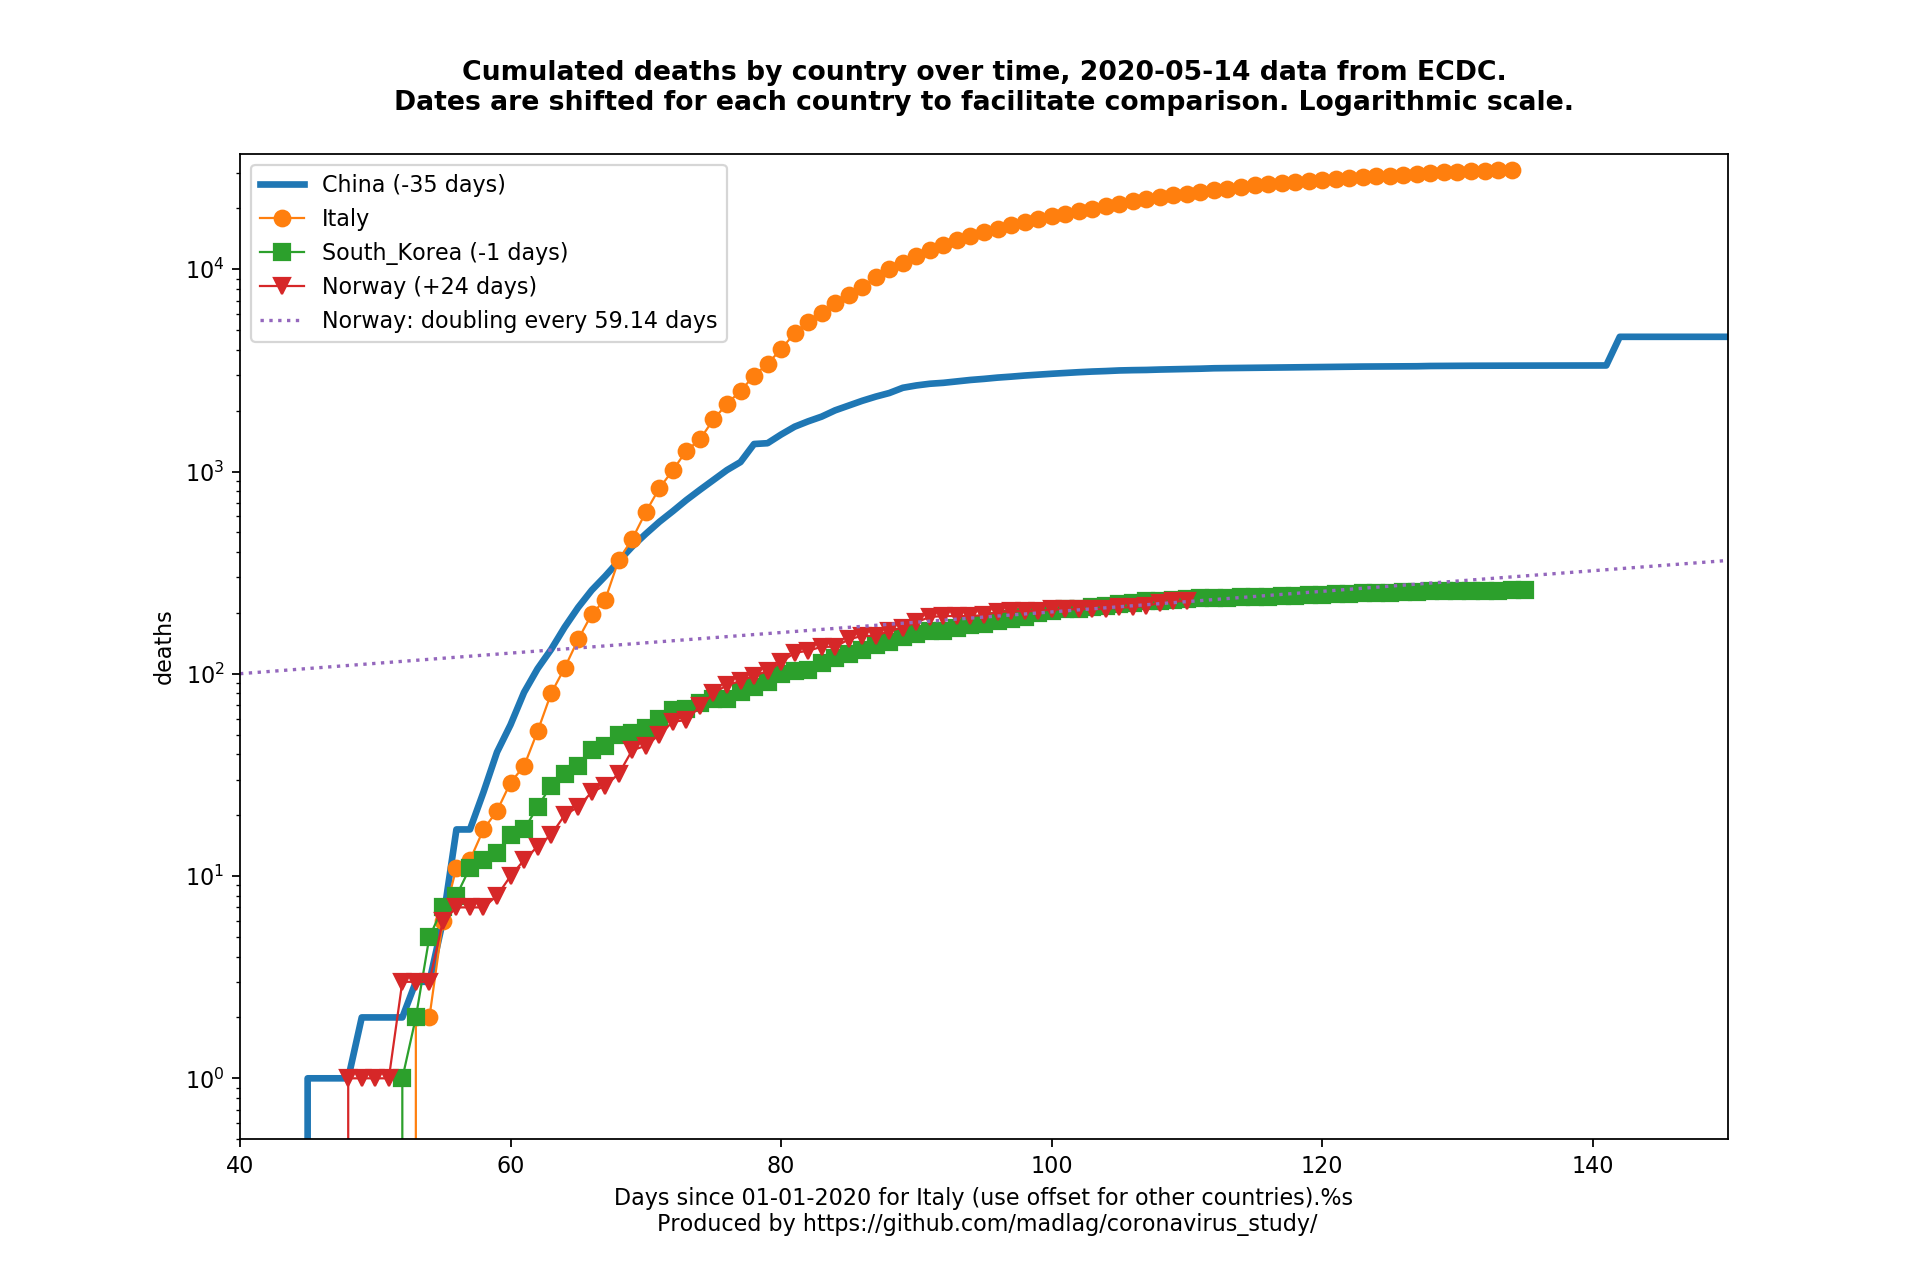 Cumulated deaths by country over time, 2020-05-14 data from ECDC.
Dates are shifted for each country to facilitate comparison. Logarithmic scale.
China (-35 days)
Italy
South_Korea (-1 days)
Norway (+24 days)
Norway: doubling every 59.14 days
deaths
10^4
10^3
10^2
10^1
10^0
40 60 80 100 120 140
Days since 01-01-2020 for Italy (use offset for other countries).%s
Produced by https://github.com/madlag/coronavirus_study/